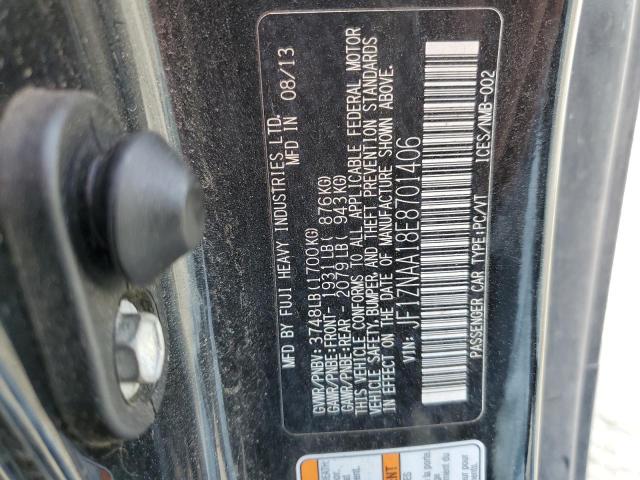 MFD BY FUJI HEAVY INDUSTRIES LTD.
MFD IN 08/13
GVWR/PNBV: 3748LB(1700KG)
GAWR/PNBE:FRONT- 1931LB( 876KG)
GAWR/PNBE:REAR - 2079LB( 943KG)
THIS VEHICLE CONFORMS TO ALL APPLICABLE FEDERAL MOTOR
VEHICLE SAFETY,BUMPER, AND THEFT PREVENTION STANDARDS
IN EFFECT ON THE DATE OF MANUFACTURE SHOWN ABOVE.
VIN: JF1ZNAA18E8701406
PASSENGER CAR TYPE:PC/VT ICES/NMB-002